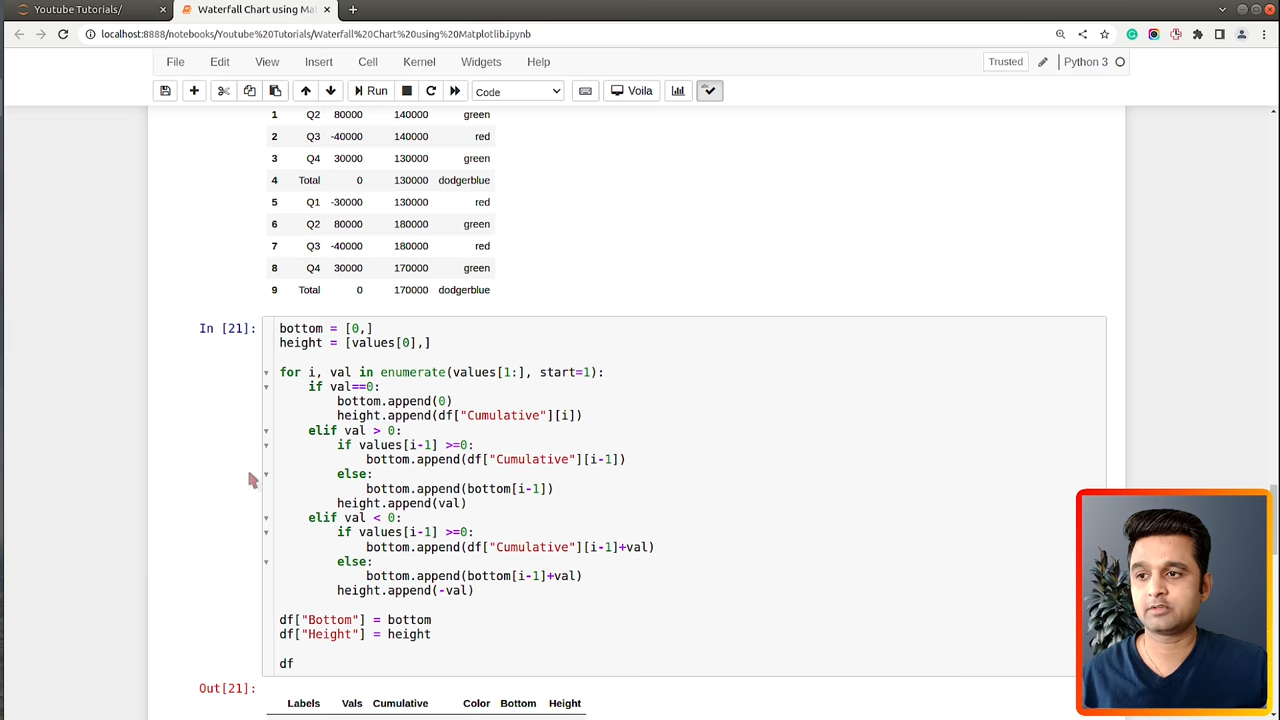 Youtube Tutorials/
Waterfall Chart using Mat
localhost:8888/notebooks/Youtube%20Tutorials/Waterfall%20Chart%20using%20Matplotlib.ipynb
File Edit View Insert Cell Kernel Widgets Help
Trusted Python 3
Run Code Voila
1 Q2 80000 140000 green
2 Q3 -40000 140000 red
3 Q4 30000 130000 green
4 Total 0 130000 dodgerblue
5 Q1 -30000 130000 red
6 Q2 80000 180000 green
7 Q3 -40000 180000 red
8 Q4 30000 170000 green
9 Total 0 170000 dodgerblue
In [21]: bottom = [0,]
height = [values[0],]
for i, val in enumerate(values[1:], start=1):
if val==0:
bottom.append(0)
height.append(df["Cumulative"][i])
elif val > 0:
if values[i-1] >=0:
bottom.append(df["Cumulative"][i-1])
else:
bottom.append(bottom[i-1])
height.append(val)
elif val < 0:
if values[i-1] >=0:
bottom.append(df["Cumulative"][i-1]+val)
else:
bottom.append(bottom[i-1]+val)
height.append(-val)
df["Bottom"] = bottom
df["Height"] = height
df
Out[21]:
Labels Vals Cumulative Color Bottom Height